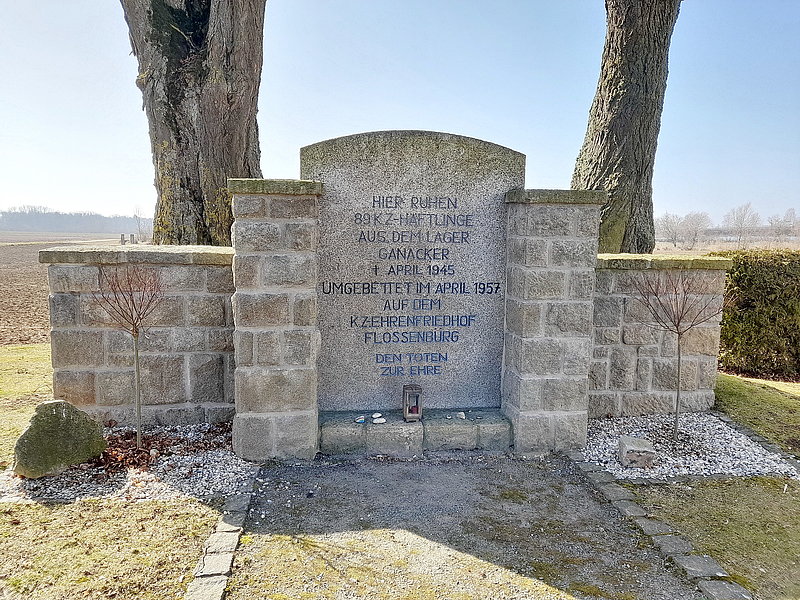 HIER RUHEN
89 KZ-HÄFTLINGE
AUS DEM LAGER
GANACKER
1 APRIL 1945
UMGEBETTET IM APRIL 1957
AUF DEM
KZ.EHRENFRIEDHOF
FLOSSENBÜRG
DEN TOTEN
ZUR EHRE